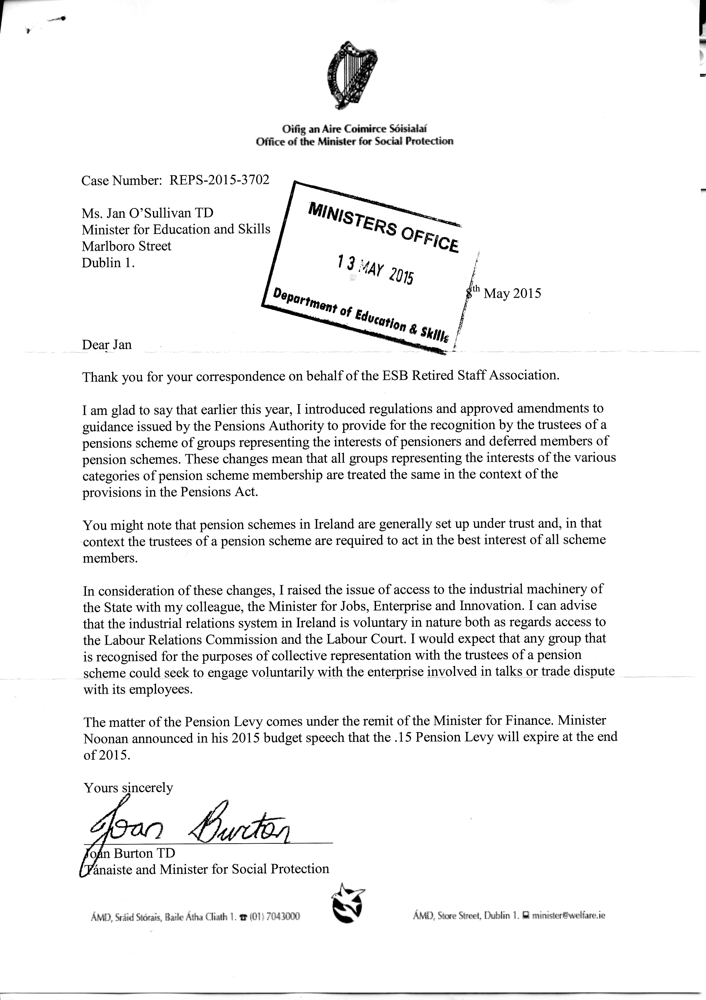 Oifig an Aire Coimirce Sóisialaí
Office of the Minister for Social Protection
Case Number: REPS-2015-3702
Ms. Jan O'Sullivan TD
Minister for Education and Skills
Marlboro Street
Dublin 1.
MINISTERS OFFICE
13 MAY 2015
Department of Education & Skills
8th May 2015
Dear Jan
Thank you for your correspondence on behalf of the ESB Retired Staff Association.
I am glad to say that earlier this year, I introduced regulations and approved amendments to
guidance issued by the Pensions Authority to provide for the recognition by the trustees of a
pensions scheme of groups representing the interests of pensioners and deferred members of
pension schemes. These changes mean that all groups representing the interests of the various
categories of pension scheme membership are treated the same in the context of the
provisions in the Pensions Act.
You might note that pension schemes in Ireland are generally set up under trust and, in that
context the trustees of a pension scheme are required to act in the best interest of all scheme
members.
In consideration of these changes, I raised the issue of access to the industrial machinery of
the State with my colleague, the Minister for Jobs, Enterprise and Innovation. I can advise
that the industrial relations system in Ireland is voluntary in nature both as regards access to
the Labour Relations Commission and the Labour Court. I would expect that any group that
is recognised for the purposes of collective representation with the trustees of a pension
scheme could seek to engage voluntarily with the enterprise involved in talks or trade dispute
with its employees.
The matter of the Pension Levy comes under the remit of the Minister for Finance. Minister
Noonan announced in his 2015 budget speech that the .15 Pension Levy will expire at the end
of 2015.
Yours sincerely
Joan Burton
Joan Burton TD
Tánaiste and Minister for Social Protection
ÁMD, Sráid Stórais, Baile Átha Cliath 1. ☎ (01) 7043000
ÁMD, Store Street, Dublin 1. minister@welfare.ie